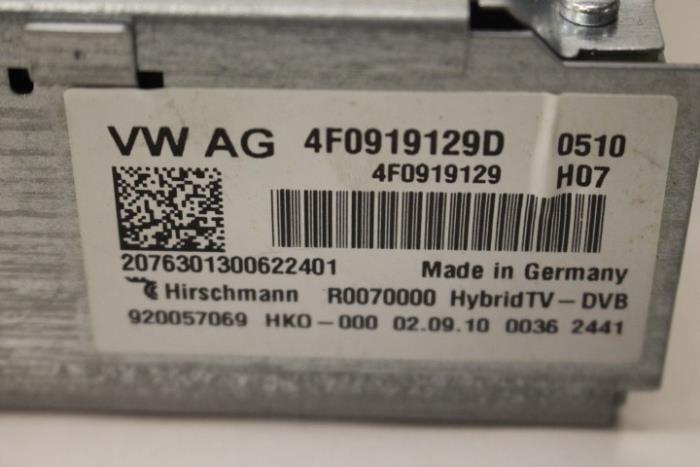 VW AG 4F0919129D 0510
4F0919129 H07
2076301300622401 Made in Germany
Hirschmann R0070000 HybridTV-DVB
920057069 HKO-000 02.09.10 0036 2441